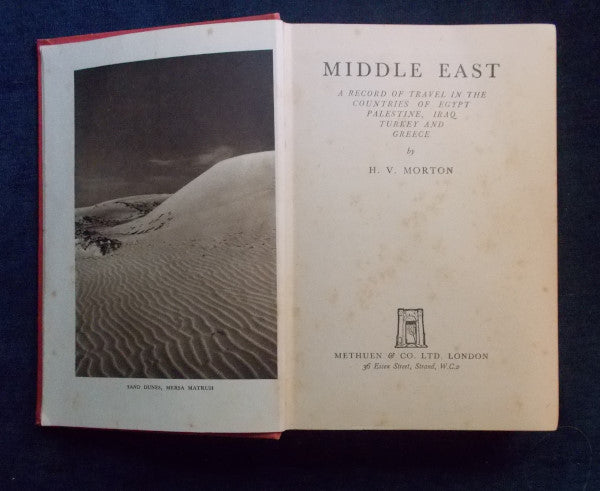 SAND DUNES, MERSA MATRUH
MIDDLE EAST
A RECORD OF TRAVEL IN THE
COUNTRIES OF EGYPT
PALESTINE, IRAQ
TURKEY AND
GREECE
by
H. V. MORTON
METHUEN & CO. LTD. LONDON
36 Essex Street, Strand, W.C.2